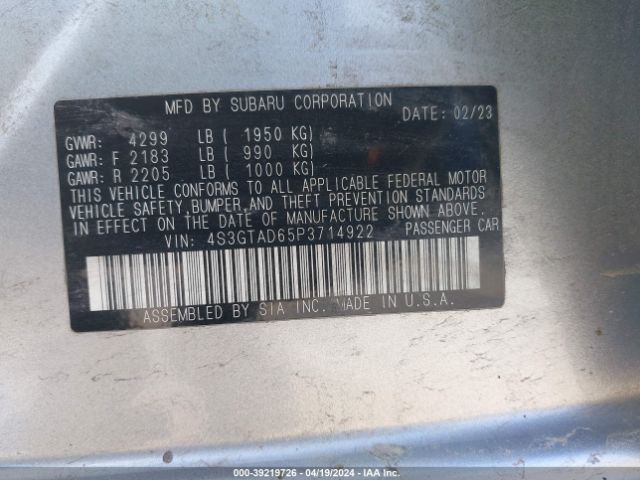 MFD BY SUBARU CORPORATION
DATE: 02/23
GVWR: 4299 LB ( 1950 KG)
GAWR: F 2183 LB ( 990 KG)
GAWR: R 2205 LB ( 1000 KG)
THIS VEHICLE CONFORMS TO ALL APPLICABLE FEDERAL MOTOR
VEHICLE SAFETY, BUMPER, AND THEFT PREVENTION STANDARDS
IN EFFECT ON THE DATE OF MANUFACTURE SHOWN ABOVE.
VIN: 4S3GTAD65P3714922 PASSENGER CAR
ASSEMBLED BY SIA INC. MADE IN U.S.A.
000-39219726 - 04/19/2024 - IAA Inc.